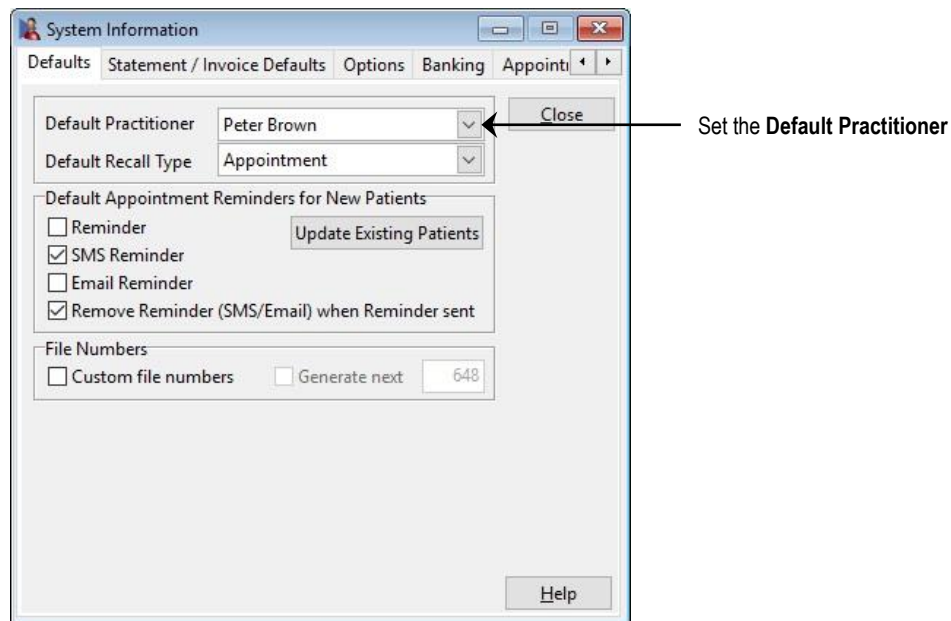 System Information
Defaults Statement / Invoice Defaults Options Banking
Default Practitioner Peter Brown Close Set the Default Practitioner
Default Recall Type Appointment
Default Appointment Reminders for New Patients
Reminder Update Existing Patients
SMS Reminder
Email Reminder
Remove Reminder (SMS/Email) when Reminder sent
File Numbers
Custom file numbers Generate next 648
Help